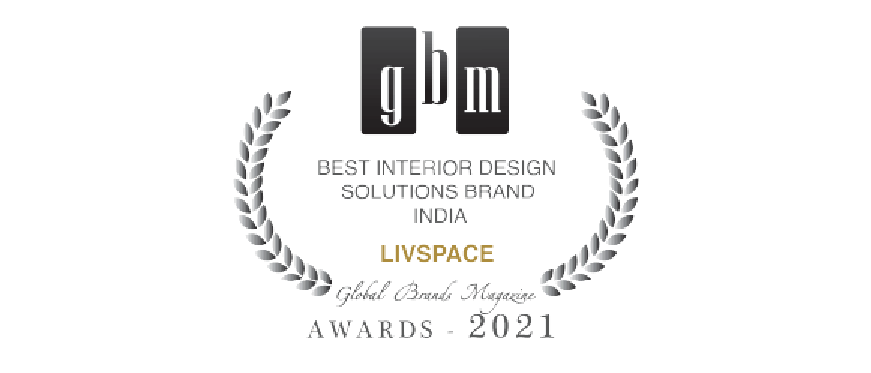 gbm
BEST INTERIOR DESIGN
SOLUTIONS BRAND
INDIA
LIVSPACE
Global Brands Magazine
AWARDS - 2021